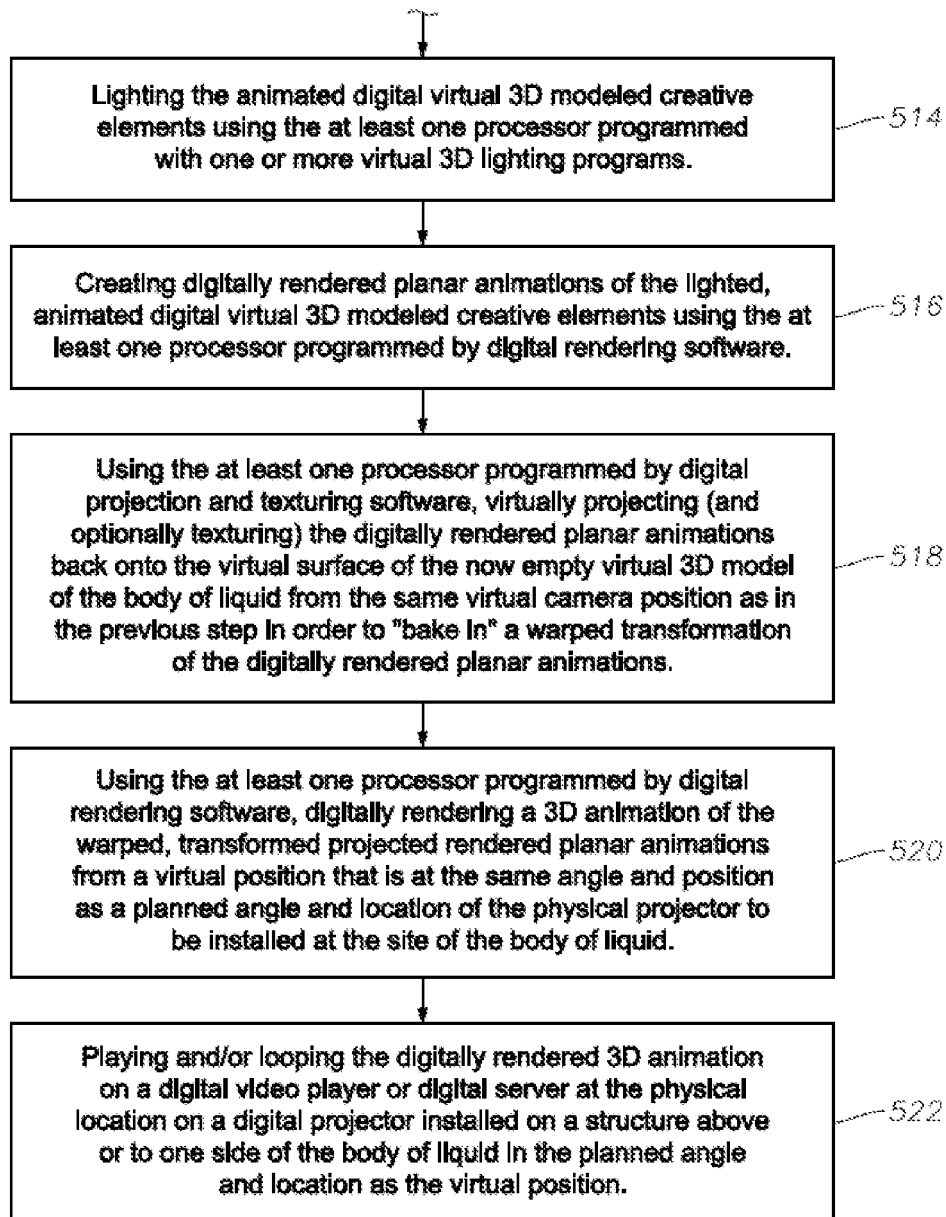 Lighting the animated digital virtual 3D modeled creative
elements using the at least one processor programmed
with one or more virtual 3D lighting programs.
514
Creating digitally rendered planar animations of the lighted,
animated digital virtual 3D modeled creative elements using the at
least one processor programmed by digital rendering software.
516
Using the at least one processor programmed by digital
projection and texturing software, virtually projecting (and
optionally texturing) the digitally rendered planar animations
back onto the virtual surface of the now empty virtual 3D model
of the body of liquid from the same virtual camera position as in
the previous step in order to "bake in" a warped transformation
of the digitally rendered planar animations.
518
Using the at least one processor programmed by digital
rendering software, digitally rendering a 3D animation of the
warped, transformed projected rendered planar animations
from a virtual position that is at the same angle and position
as a planned angle and location of the physical projector to
be installed at the site of the body of liquid.
520
Playing and/or looping the digitally rendered 3D animation
on a digital video player or digital server at the physical
location on a digital projector installed on a structure above
or to one side of the body of liquid in the planned angle
and location as the virtual position.
522